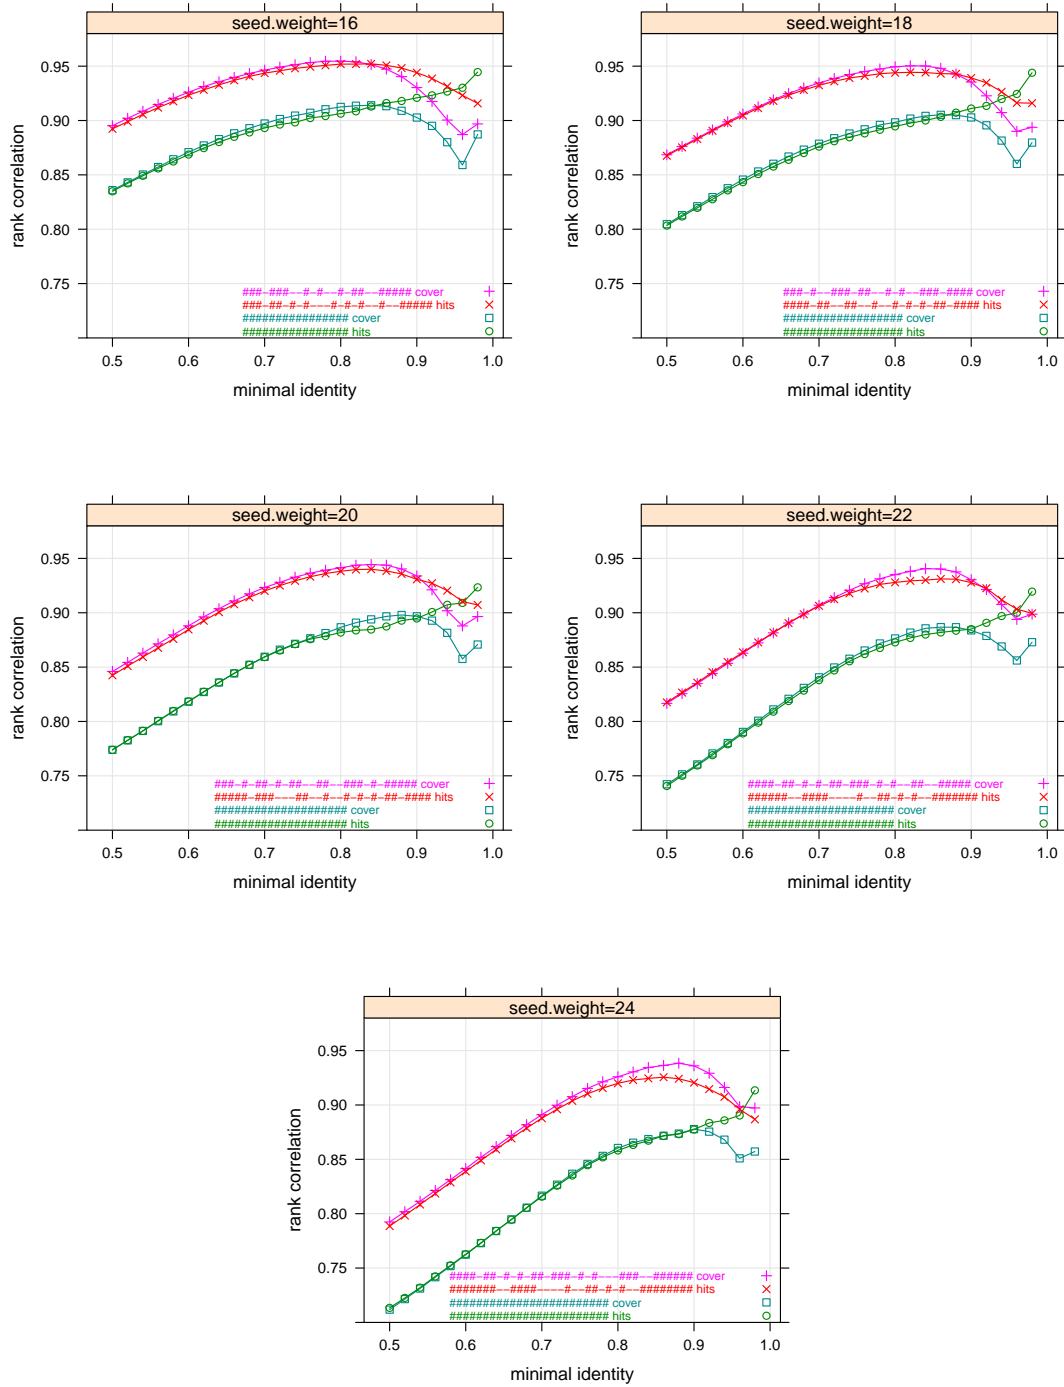 seed.weight=16
0.95
0.90
0.85
0.80
0.75
rank correlation
###−###−−#−#−−#−##−−##### cover
###−##−#−#−−−#−#−#−−#−−##### hits
################ cover
################ hits
0.5 0.6 0.7 0.8 0.9 1.0
minimal identity
seed.weight=18
0.95
0.90
0.85
0.80
0.75
rank correlation
###−#−−###−##−#−−#−−###−#### cover
####−##−−##−−#−−#−#−#−##−#### hits
################## cover
################## hits
0.5 0.6 0.7 0.8 0.9 1.0
minimal identity
seed.weight=20
0.95
0.90
0.85
0.80
0.75
rank correlation
###−#−##−#−##−−##−−###−#−##### cover
#####−###−−−##−−#−−#−#−#−##−#### hits
#################### cover
#################### hits
0.5 0.6 0.7 0.8 0.9 1.0
minimal identity
seed.weight=22
0.95
0.90
0.85
0.80
0.75
rank correlation
####−##−#−#−##−###−#−−#−##−−##### cover
######−−####−−−−#−−##−#−#−−####### hits
###################### cover
###################### hits
0.5 0.6 0.7 0.8 0.9 1.0
minimal identity
seed.weight=24
0.95
0.90
0.85
0.80
0.75
rank correlation
####−##−#−#−##−###−#−#−−−###−−###### cover
#######−−####−−−−#−−##−#−#−−######## hits
######################## cover
######################## hits
0.5 0.6 0.7 0.8 0.9 1.0
minimal identity